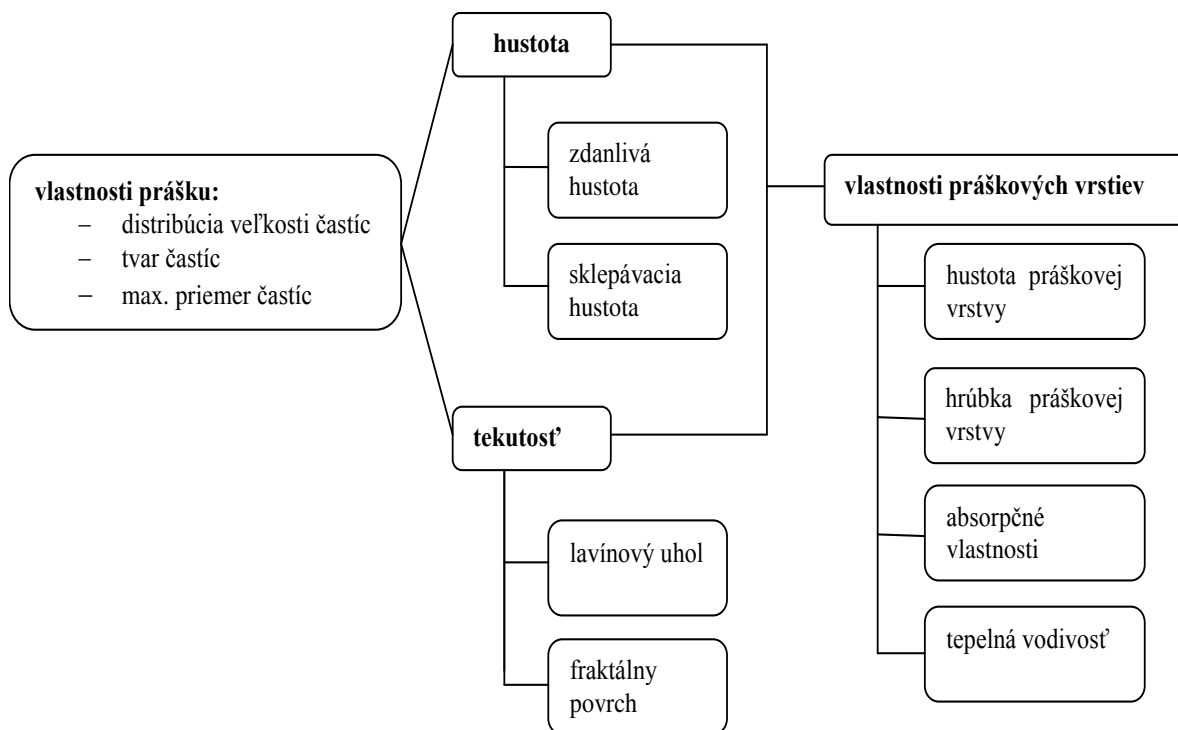 vlastnosti prášku:
– distribúcia veľkosti častíc
– tvar častíc
– max. priemer častíc
hustota
zdanlivá
hustota
sklepávacia
hustota
tekutosť
lavínový uhol
fraktálny
povrch
vlastnosti práškových vrstiev
hustota práškovej
vrstvy
hrúbka práškovej
vrstvy
absorpčné
vlastnosti
tepelná vodivosť